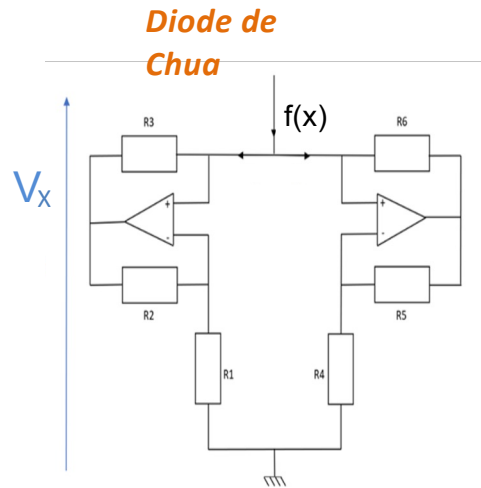 Diode de
Chua
f(x)
R3
R6
Vx
+
+
-
-
R2
R5
R1
R4